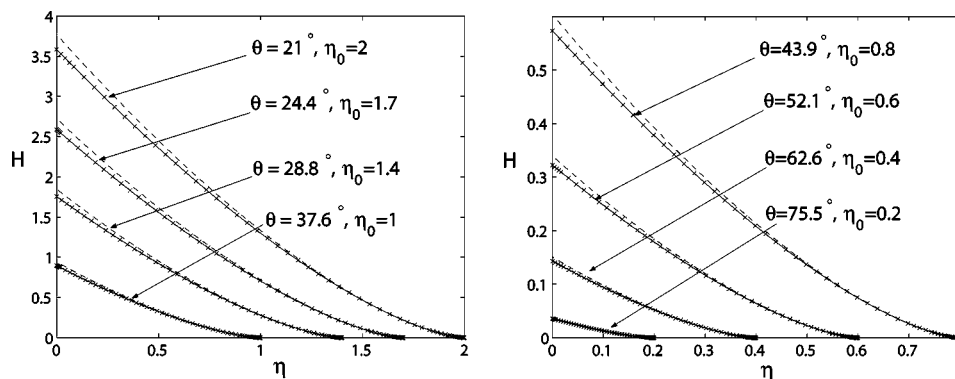 4
3.5
3
2.5
2
1.5
1
0.5
0
H
0 0.5 1 1.5 2
η
θ = 21 °, η0=2
θ = 24.4 °, η0=1.7
θ = 28.8 °, η0=1.4
θ = 37.6 °, η0=1
0.5
0.4
0.3
0.2
0.1
0
H
0 0.1 0.2 0.3 0.4 0.5 0.6 0.7
η
θ=43.9 °, η0=0.8
θ=52.1 °, η0=0.6
θ=62.6 °, η0=0.4
θ=75.5 °, η0=0.2